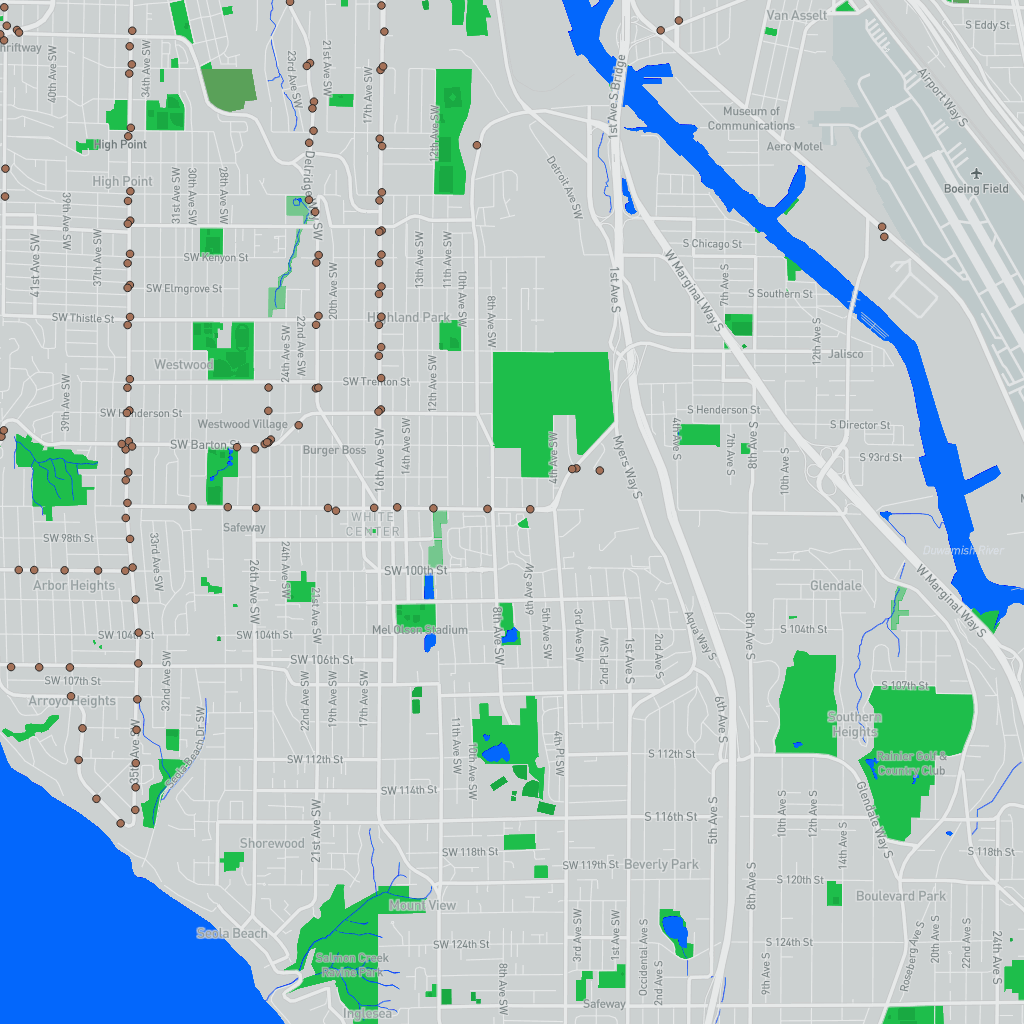 Van Asselt
S Eddy St
hriftway
40th Ave SW
34th Ave SW
23rd Ave SW
21st Ave SW
17th Ave SW
1st Ave S Bridge
Airport Way S
Museum of
Communications
Aero Motel
12th Ave SW
High Point
High Point
Detroit Ave SW
Boeing Field
39th Ave SW
31st Ave SW
30th Ave SW
28th Ave SW
41st Ave SW
37th Ave SW
SW Kenyon St
13th Ave SW
11th Ave SW
S Chicago St
W Marginal Way S
10th Ave SW
20th Ave SW
SW Elmgrove St
8th Ave SW
1st Ave S
7th Ave S
S Southern St
SW Thistle St
Highland Park
22nd Ave SW
24th Ave SW
12th Ave S
Jalisco
Westwood
SW Trenton St
12th Ave SW
39th Ave SW
SW Henderson St
S Henderson St
Westwood Village
14th Ave SW
4th Ave S
S Director St
SW Barton St
Burger Boss
16th Ave SW
4th Ave SW
Myers Way S
7th Ave S
8th Ave S
10th Ave S
S 93rd St
Safeway
WHITE
CENTER
SW 98th St
33rd Ave SW
Duwamish River
24th Ave SW
26th Ave SW
SW 100th St
6th Ave SW
Arbor Heights
21st Ave SW
Glendale
W Marginal Way S
Mel Olson Stadium
8th Ave SW
5th Ave SW
3rd Ave SW
Aqua Way S
8th Ave S
S 104th St
SW 104th St
SW 104th St
2nd Pl SW
1st Ave S
2nd Ave S
SW 106th St
SW 107th St
32nd Ave SW
S 107th St
Arroyo Heights
22nd Ave SW
19th Ave SW
17th Ave SW
6th Ave S
Southern
Heights
35th Ave SW
Seola Beach Dr SW
11th Ave SW
10th Ave SW
4th Pl SW
S 112th St
SW 112th St
Rainier Golf &
Country Club
SW 114th St
10th Ave S
12th Ave S
Glendale Way S
21st Ave SW
S 116th St
5th Ave S
14th Ave S
Shorewood
SW 118th St
S 118th St
SW 119th St
Beverly Park
S 120th St
8th Ave S
Boulevard Park
Mount View
Seola Beach
3rd Ave SW
1st Ave SW
Occidental Ave S
SW 124th St
S 124th St
Roseberg Ave S
20th Ave S
22nd Ave S
24th Ave S
Salmon Creek
Ravine Park
8th Ave SW
2nd Ave S
9th Ave S
Safeway
Inglesea